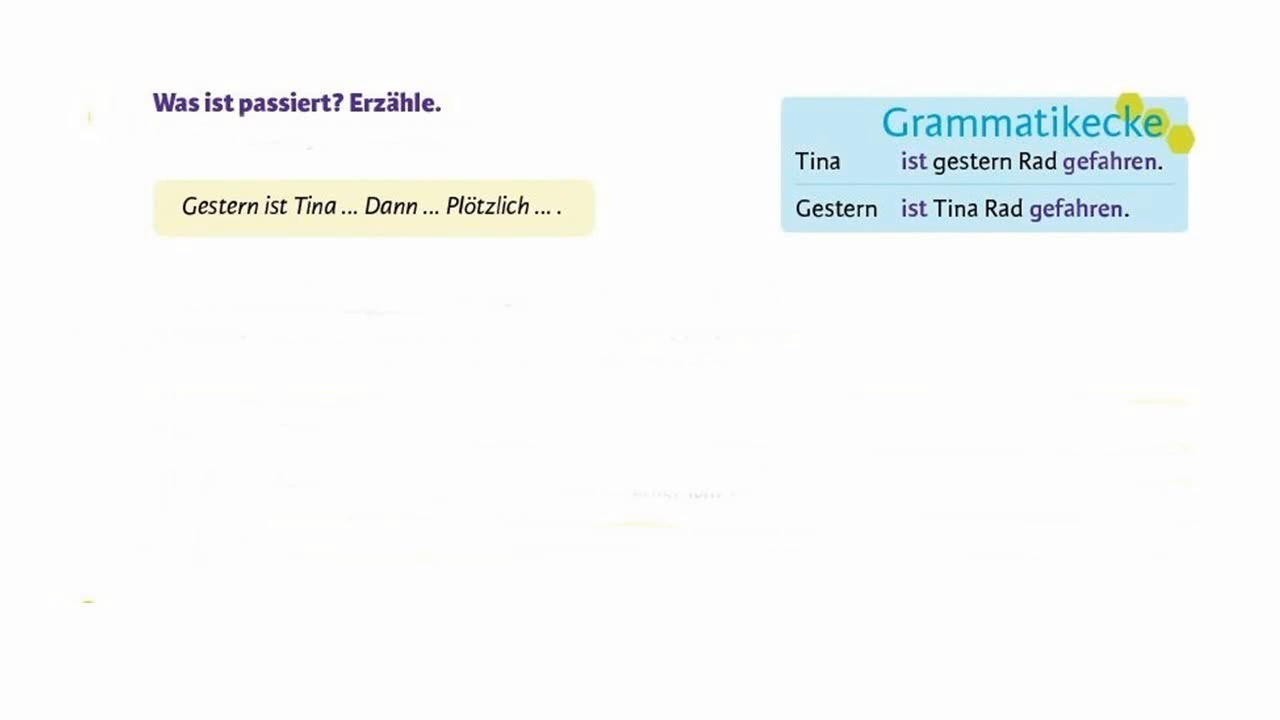 Was ist passiert? Erzähle.
Gestern ist Tina ... Dann ... Plötzlich ... .
Grammatikecke
Tina ist gestern Rad gefahren.
Gestern ist Tina Rad gefahren.